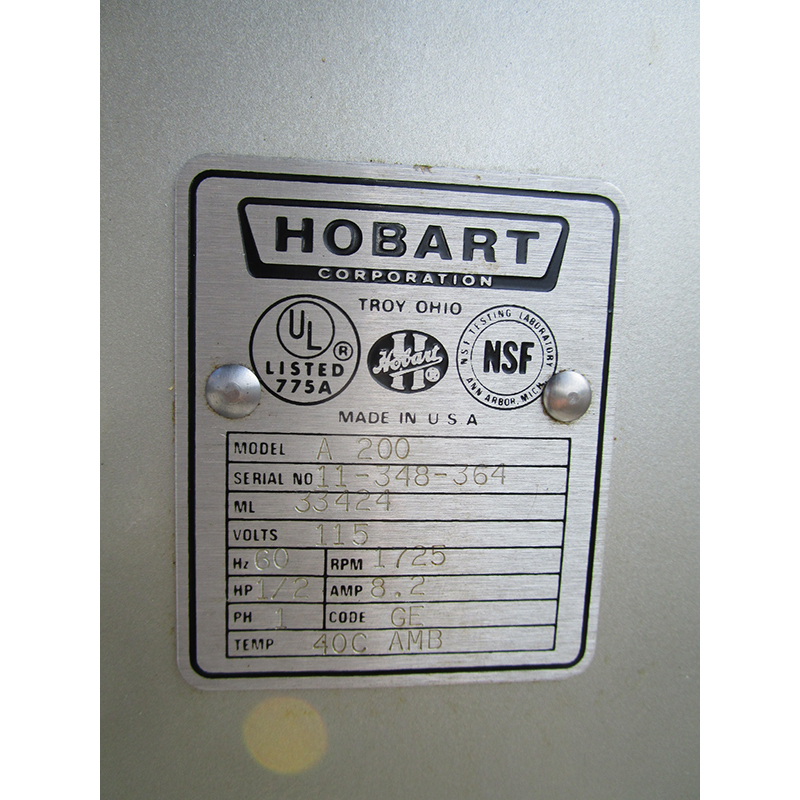 HOBART
CORPORATION
TROY OHIO
UL
®
LISTED
775A
Hobart
H
®
N.S.F. TESTING LABORATORY
NSF
ANN ARBOR, MICH.
MADE IN U S A
MODEL A 200
SERIAL NO 11-348-364
ML 33424
VOLTS 115
Hz 60 RPM 1725
HP 1/2 AMP 8.2
PH 1 CODE GE
TEMP 40C AMB